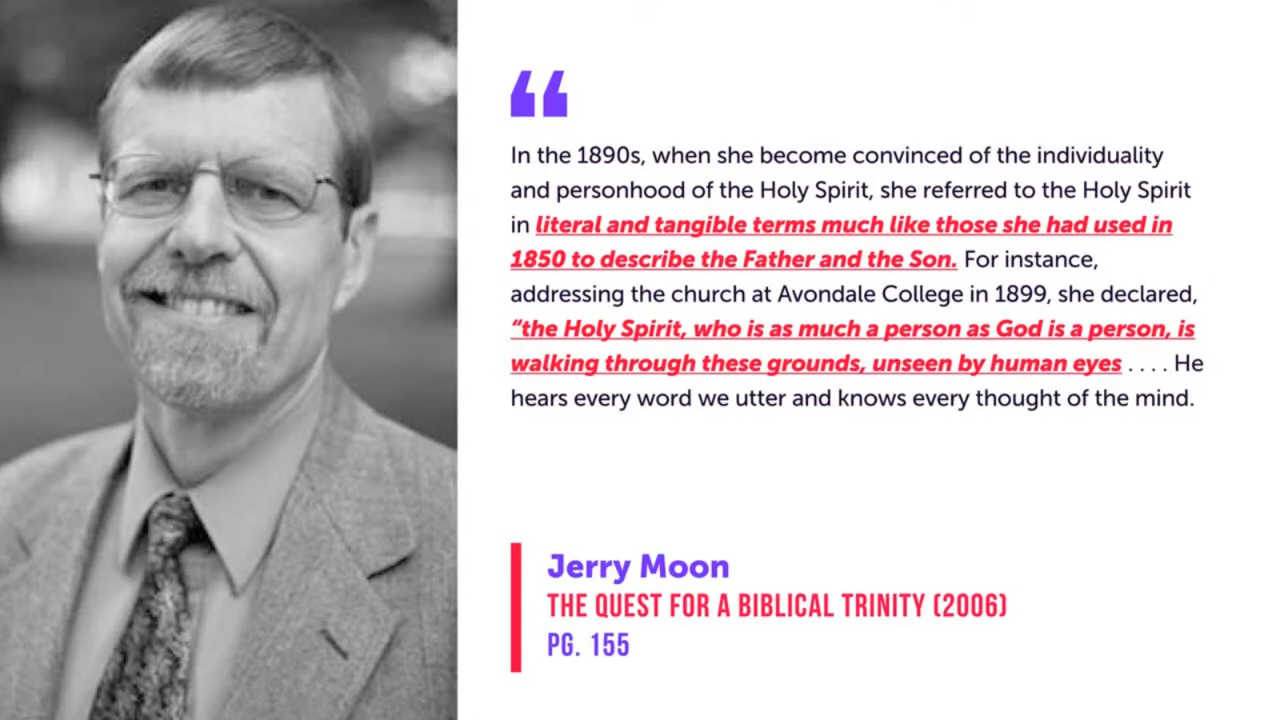 “
In the 1890s, when she become convinced of the individuality
and personhood of the Holy Spirit, she referred to the Holy Spirit
in literal and tangible terms much like those she had used in
1850 to describe the Father and the Son. For instance,
addressing the church at Avondale College in 1899, she declared,
“the Holy Spirit, who is as much a person as God is a person, is
walking through these grounds, unseen by human eyes . . . . He
hears every word we utter and knows every thought of the mind.
Jerry Moon
THE QUEST FOR A BIBLICAL TRINITY (2006)
PG. 155